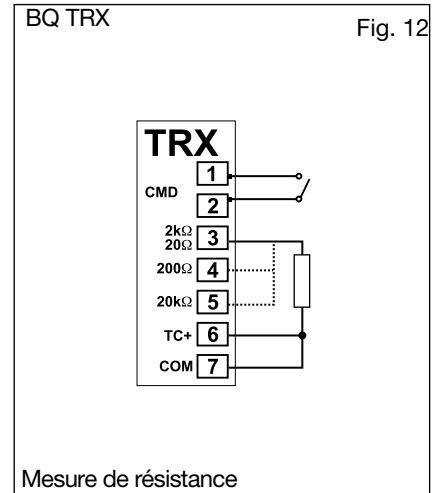 BQ TRX
Fig. 12
TRX
CMD
1
2
2kΩ
20Ω
3
200Ω 4
20kΩ 5
TC+ 6
COM 7
Mesure de résistance